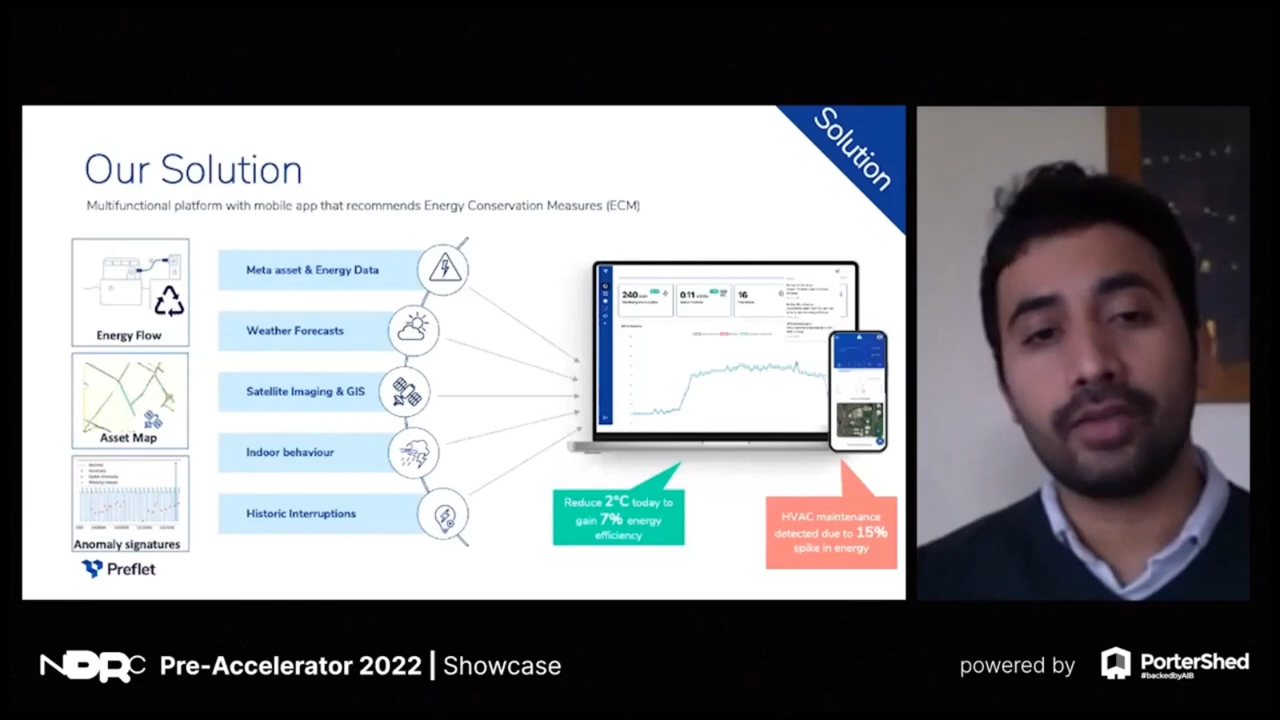 Solution
Our Solution
Multifunctional platform with mobile app that recommends Energy Conservation Measures (ECM)
Energy Flow
Asset Map
Anomaly signatures
Meta asset & Energy Data
Weather Forecasts
Satellite Imaging & GIS
Indoor behaviour
Historic Interruptions
240
0.11
16
Reduce 2°C today to
gain 7% energy
efficiency
HVAC maintenance
detected due to 15%
spike in energy
Preflet
NDRC Pre-Accelerator 2022 | Showcase
powered by
PorterShed
#backedbyAIB